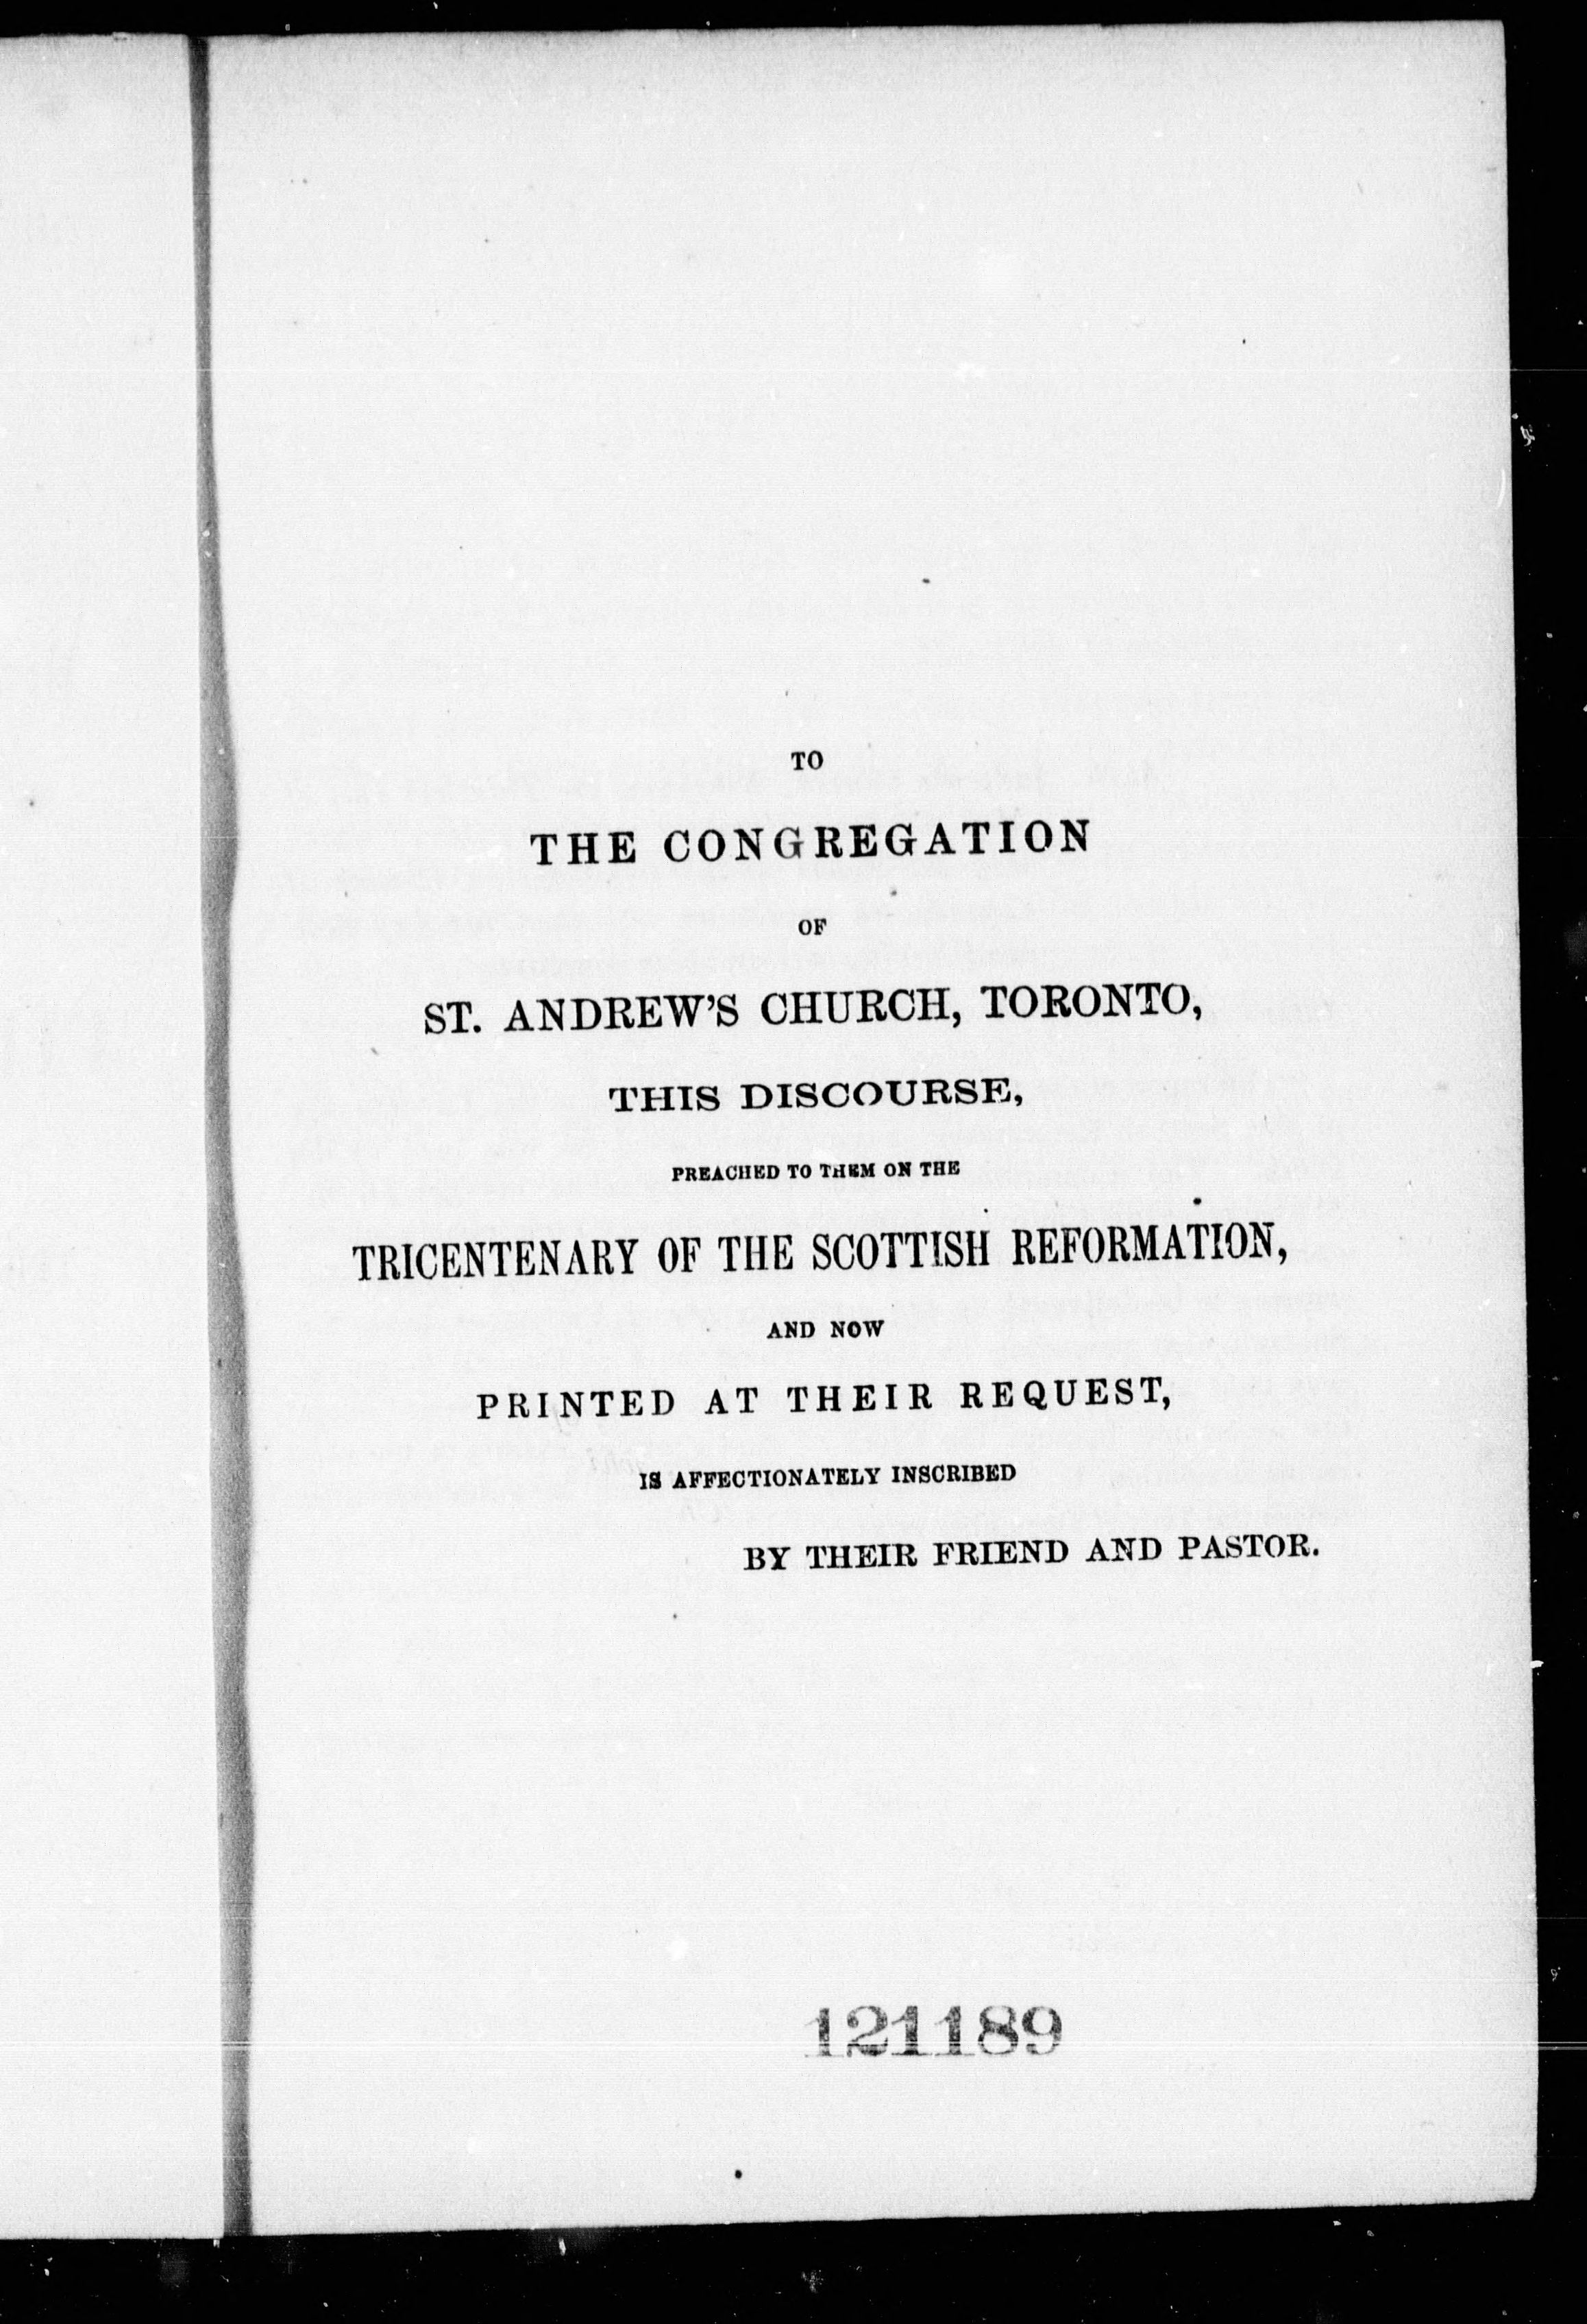 TO
THE CONGREGATION
OF
ST. ANDREW'S CHURCH, TORONTO,
THIS DISCOURSE,
PREACHED TO THEM ON THE
TRICENTENARY OF THE SCOTTISH REFORMATION,
AND NOW
PRINTED AT THEIR REQUEST,
IS AFFECTIONATELY INSCRIBED
BY THEIR FRIEND AND PASTOR.
121189